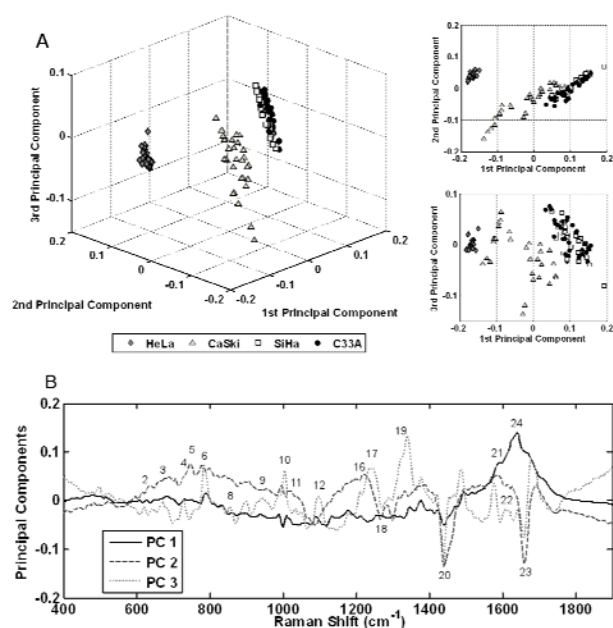 A
3rd Principal Component
0.1
0
-0.1
0.2
0.1
0
-0.1
-0.2
-0.2
-0.1
0
0.1
0.2
2nd Principal Component
1st Principal Component
HeLa CaSki SiHa C33A
2nd Principal Component
0.2
0.1
0
-0.1
-0.2
-0.2 -0.1 0 0.1 0.2
1st Principal Component
3rd Principal Component
0.1
0
-0.1
-0.2 -0.1 0 0.1 0.2
1st Principal Component
B
Principal Components
0.2
0.1
0
-0.1
-0.2
2 3 4 5 6 8 9 10 11 12 16 17 18 19 20 21 22 23 24
PC 1
PC 2
PC 3
400 600 800 1000 1200 1400 1600 1800
Raman Shift (cm-1)